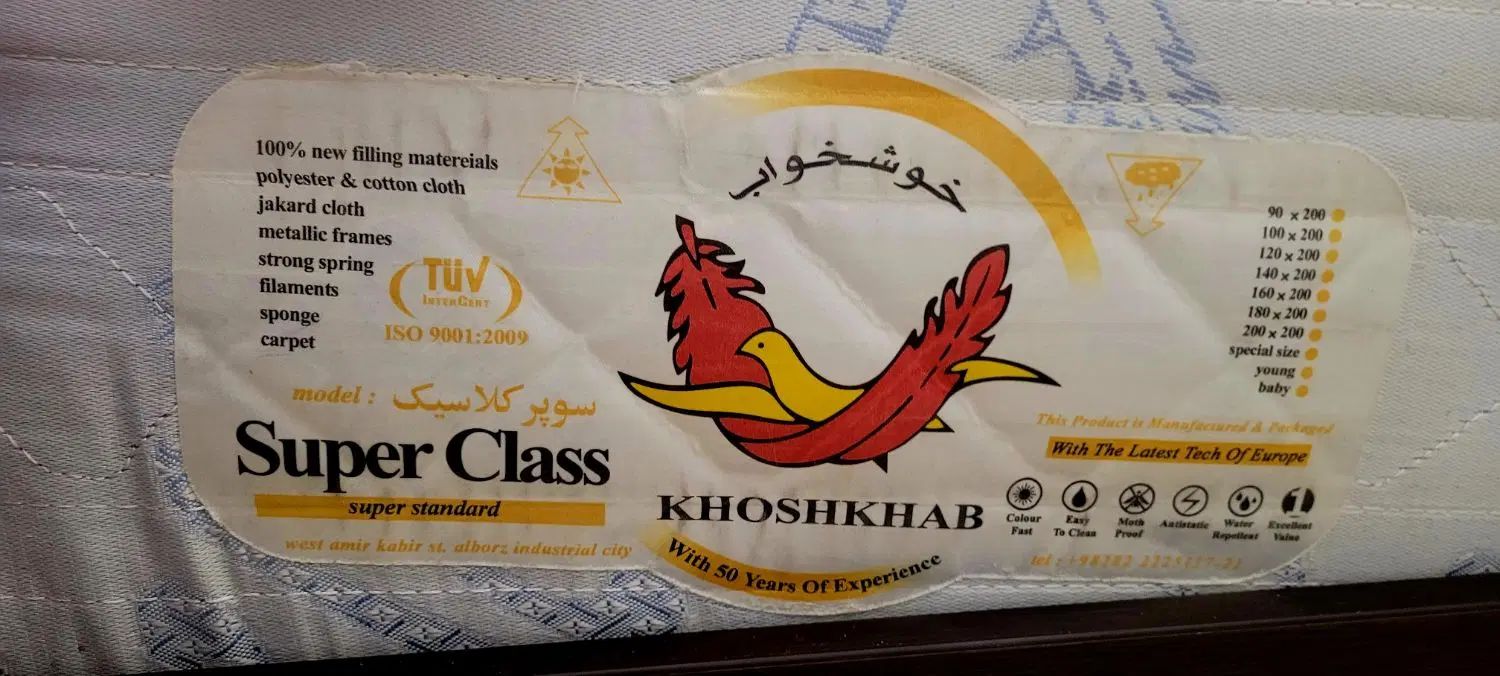 100% new filling matereials
polyester & cotton cloth
jakard cloth
metallic frames
strong spring
filaments
sponge
carpet
TÜV
INTERCERT
ISO 9001:2009
model : سوپر کلاسیک
Super Class
super standard
west amir kabir st. alborz industrial city
خوشخواب
KHOSHKHAB
With 50 Years Of Experience
90 x 200
100 x 200
120 x 200
140 x 200
160 x 200
180 x 200
200 x 200
special size
young
baby
This Product is Manufactured & Packaged
With The Latest Tech Of Europe
Colour Fast
Easy To Clean
Moth Proof
Antistatic
Water Repellent
Excellent Value
tel :